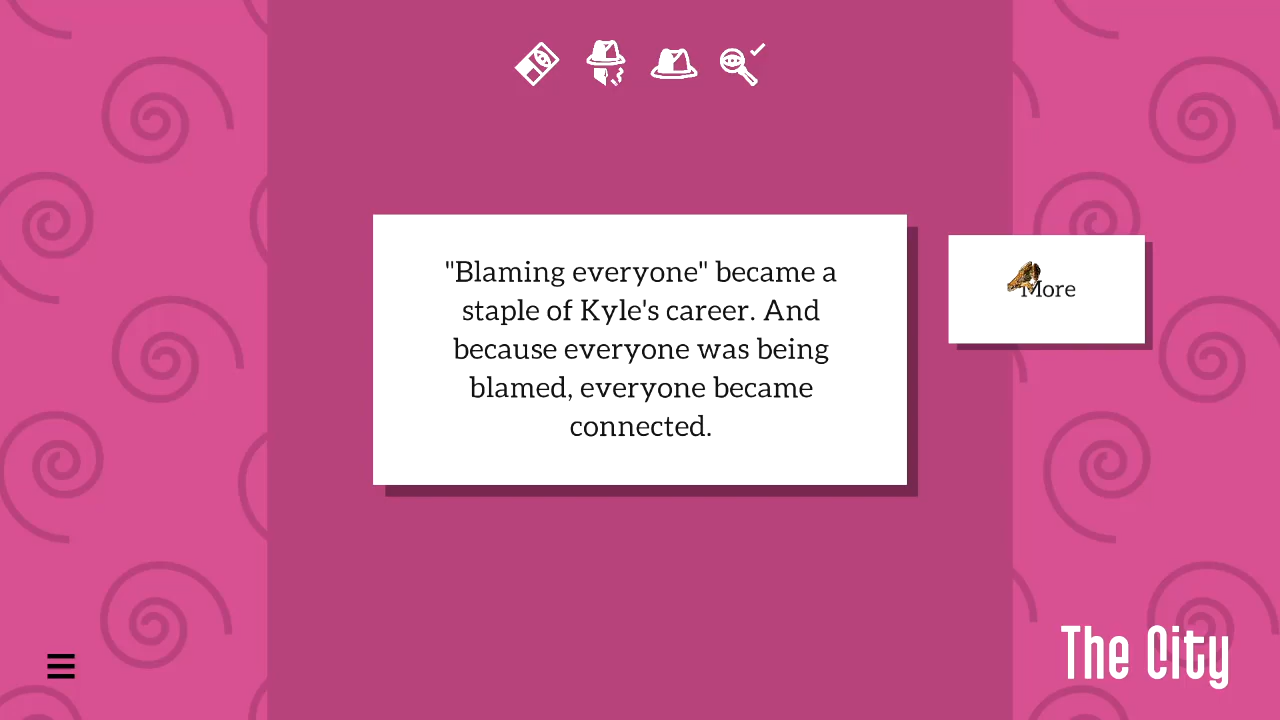 "Blaming everyone" became a
staple of Kyle's career. And
because everyone was being
blamed, everyone became
connected.
More
The City